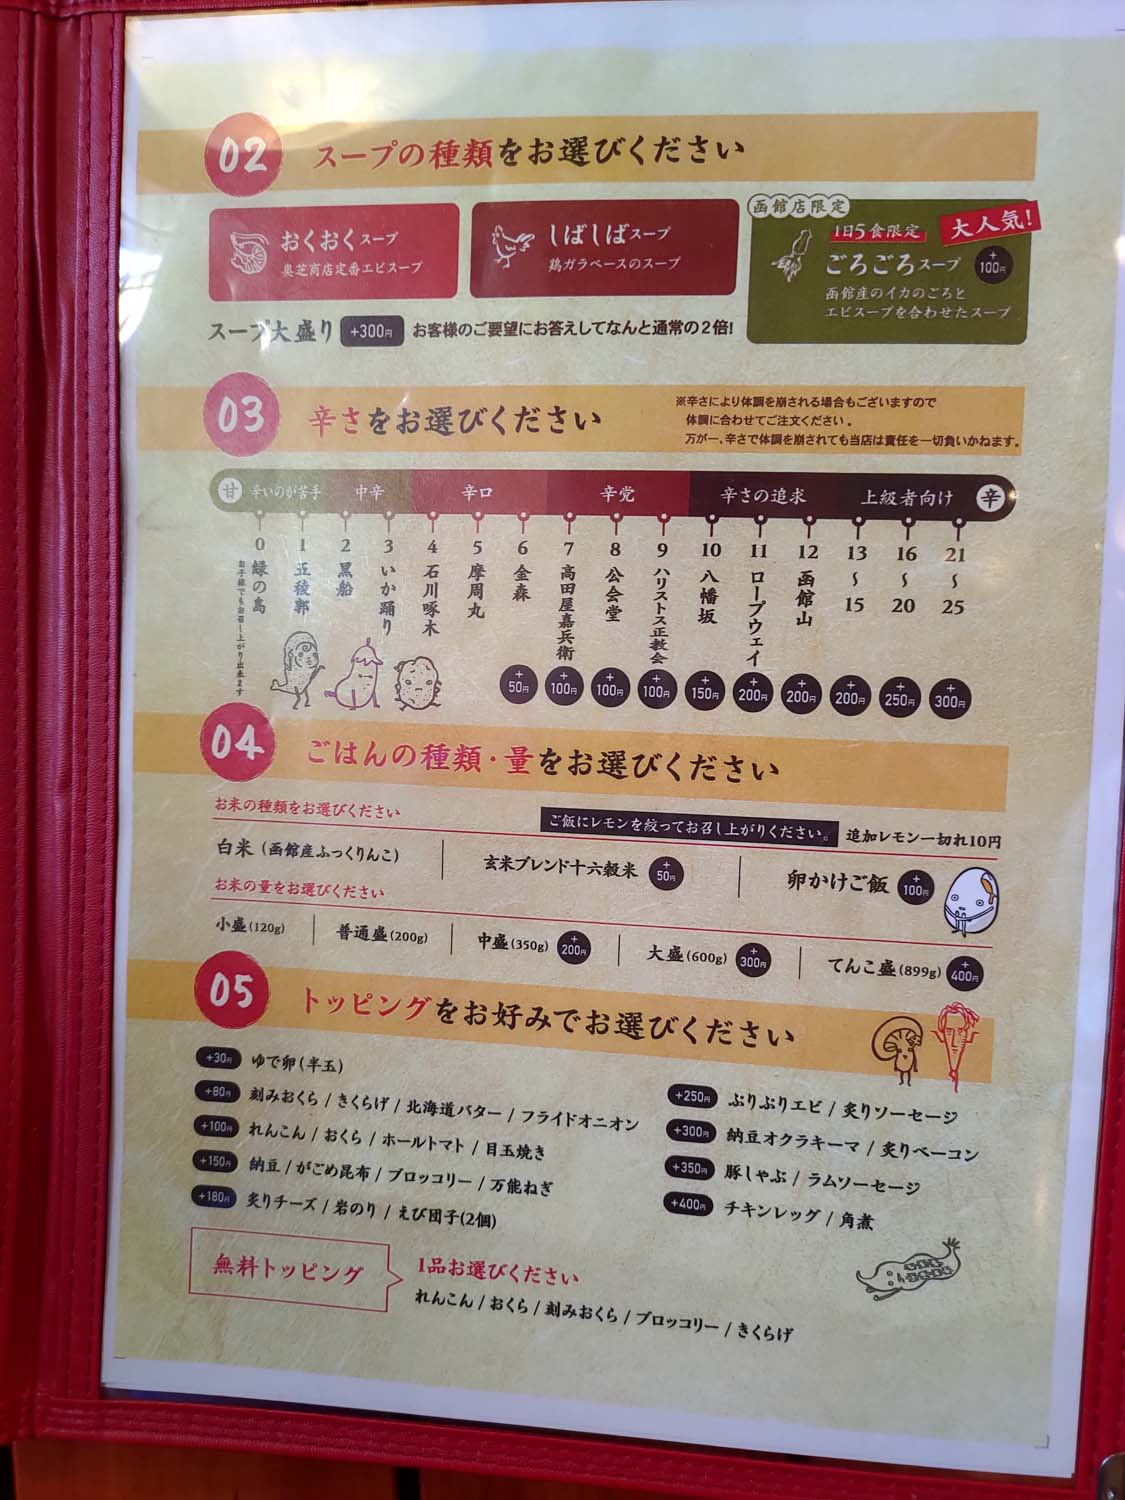 02 スープの種類をお選びください
おくおくスープ
奥芝商店定番エビスープ
しばしばスープ
鶏ガラベースのスープ
函館店限定
1日5食限定
大人気!
ごろごろスープ
+100円
函館産のイカのごろと
エビスープを合わせたスープ
スープ大盛り +300円 お客様のご要望にお答えしてなんと通常の2倍!
03 辛さをお選びください
※辛さにより体調を崩される場合もございますので
体調に合わせてご注文ください。
万が一、辛さで体調を崩されても当店は責任を一切負いかねます。
甘 辛いのが苦手 中辛 辛口 辛党 辛さの追求 上級者向け 辛
0 緑の島
お子様でもお召し上がり出来ます
1 五稜郭
2 黒船
3 いか踊り
4 石川啄木
5 摩周丸
6 金森 +50円
7 高田屋嘉兵衛 +100円
8 公会堂 +100円
9 ハリストス正教会 +100円
10 八幡坂 +150円
11 ロープウェイ +200円
12 函館山 +200円
13〜15 +200円
16〜20 +250円
21〜25 +300円
04 ごはんの種類・量をお選びください
お米の種類をお選びください
ご飯にレモンを絞ってお召し上がりください。 追加レモン一切れ10円
白米（函館産ふっくりんこ） 玄米ブレンド十六穀米 +50円 卵かけご飯 +100円
お米の量をお選びください
小盛(120g) 普通盛(200g) 中盛(350g) +200円 大盛(600g) +300円 てんこ盛(899g) +400円
05 トッピングをお好みでお選びください
+30円 ゆで卵(半玉)
+80円 刻みおくら / きくらげ / 北海道バター / フライドオニオン
+100円 れんこん / おくら / ホールトマト / 目玉焼き
+150円 納豆 / がごめ昆布 / ブロッコリー / 万能ねぎ
+180円 炙りチーズ / 岩のり / えび団子(2個)
+250円 ぷりぷりエビ / 炙りソーセージ
+300円 納豆オクラキーマ / 炙りベーコン
+350円 豚しゃぶ / ラムソーセージ
+400円 チキンレッグ / 角煮
無料トッピング 1品お選びください
れんこん / おくら / 刻みおくら / ブロッコリー / きくらげ